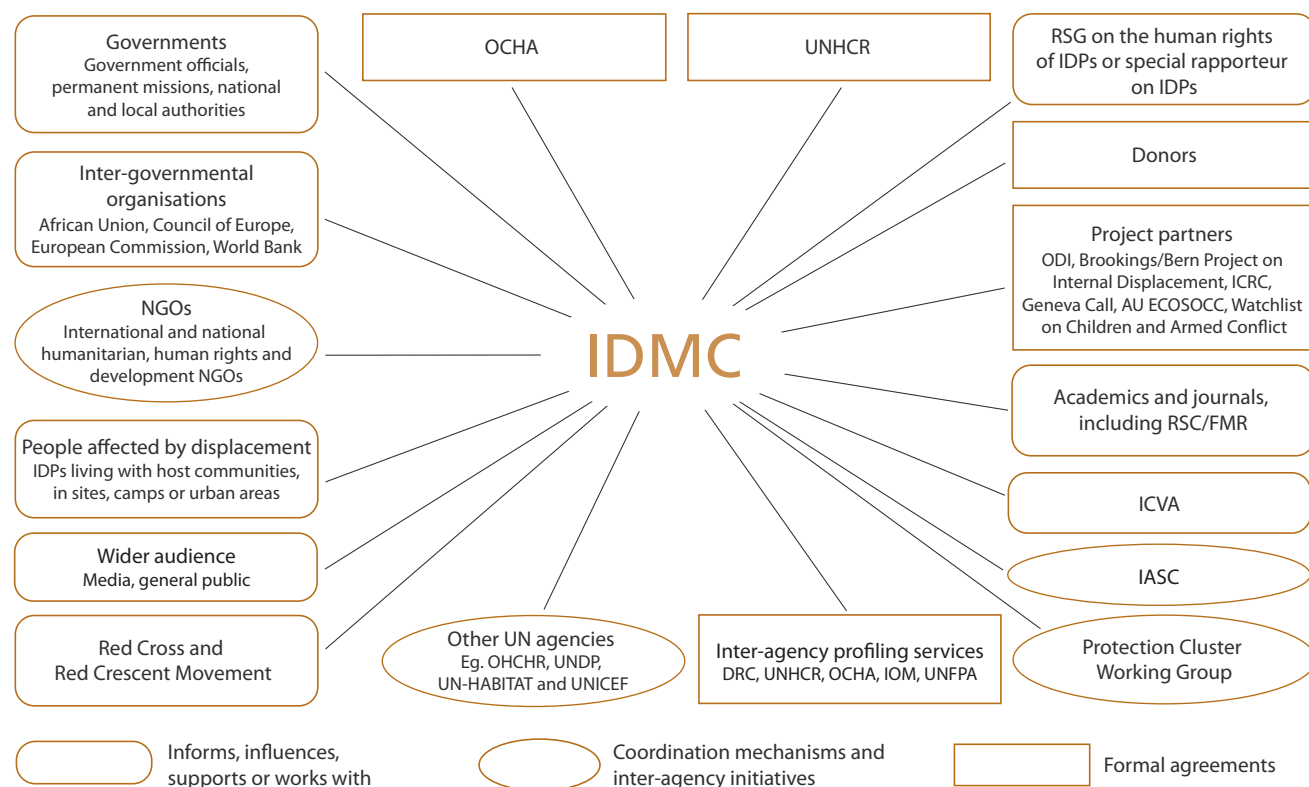 Governments
Government officials,
permanent missions, national
and local authorities
OCHA
UNHCR
RSG on the human rights
of IDPs or special rapporteur
on IDPs
Inter-governmental
organisations
African Union, Council of Europe,
European Commission, World Bank
Donors
Project partners
ODI, Brookings/Bern Project on
Internal Displacement, ICRC,
Geneva Call, AU ECOSOCC, Watchlist
on Children and Armed Conflict
NGOs
International and national
humanitarian, human rights and
development NGOs
IDMC
Academics and journals,
including RSC/FMR
People affected by displacement
IDPs living with host communities,
in sites, camps or urban areas
ICVA
Wider audience
Media, general public
IASC
Red Cross and
Red Crescent Movement
Other UN agencies
Eg. OHCHR, UNDP,
UN-HABITAT and UNICEF
Inter-agency profiling services
DRC, UNHCR, OCHA, IOM, UNFPA
Protection Cluster
Working Group
Informs, influences,
supports or works with
Coordination mechanisms and
inter-agency initiatives
Formal agreements